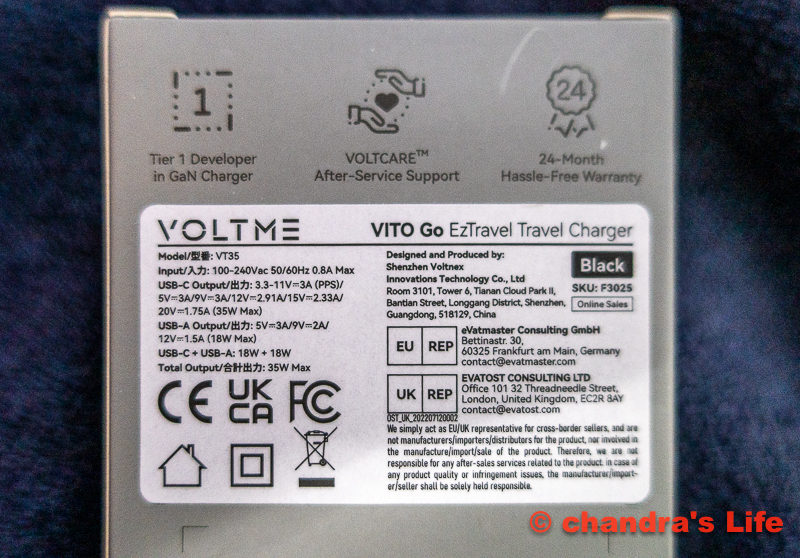 1
24
Tier 1 Developer
in GaN Charger
VOLTCARE™
After-Service Support
24-Month
Hassle-Free Warranty
VOLTME
VITO Go EzTravel Travel Charger
Model/型番: VT35
Input/入力: 100-240Vac 50/60Hz 0.8A Max
USB-C Output/出力: 3.3-11V⎓3A (PPS)/
5V⎓3A/9V⎓3A/12V⎓2.91A/15V⎓2.33A/
20V⎓1.75A (35W Max)
USB-A Output/出力: 5V⎓3A/9V⎓2A/
12V⎓1.5A (18W Max)
USB-C + USB-A: 18W + 18W
Total Output/合計出力: 35W Max
CE UK CA FC
Designed and Produced by:
Shenzhen Voltnex
Innovations Technology Co., Ltd
Room 3101, Tower 6, Tianan Cloud Park II,
Bantian Street, Longgang District, Shenzhen,
Guangdong, 518129, China
Black
SKU: F3025
Online Sales
EU REP
eVatmaster Consulting GmbH
Bettinastr. 30,
60325 Frankfurt am Main, Germany
contact@evatmaster.com
UK REP
EVATOST CONSULTING LTD
Office 101 32 Threadneedle Street,
London, United Kingdom, EC2R 8AY
contact@evatost.com
OST_UK_202207120002
We simply act as EU/UK representative for cross-border sellers, and are
not manufacturers/importers/distributors for the product, nor involved in
the manufacture/import/sale of the product. Therefore, we are not
responsible for any after-sales services related to the product. in case of
any product quality or infringement issues, the manufacturer/import-
er/seller shall be solely held responsible.
© chandra's Life